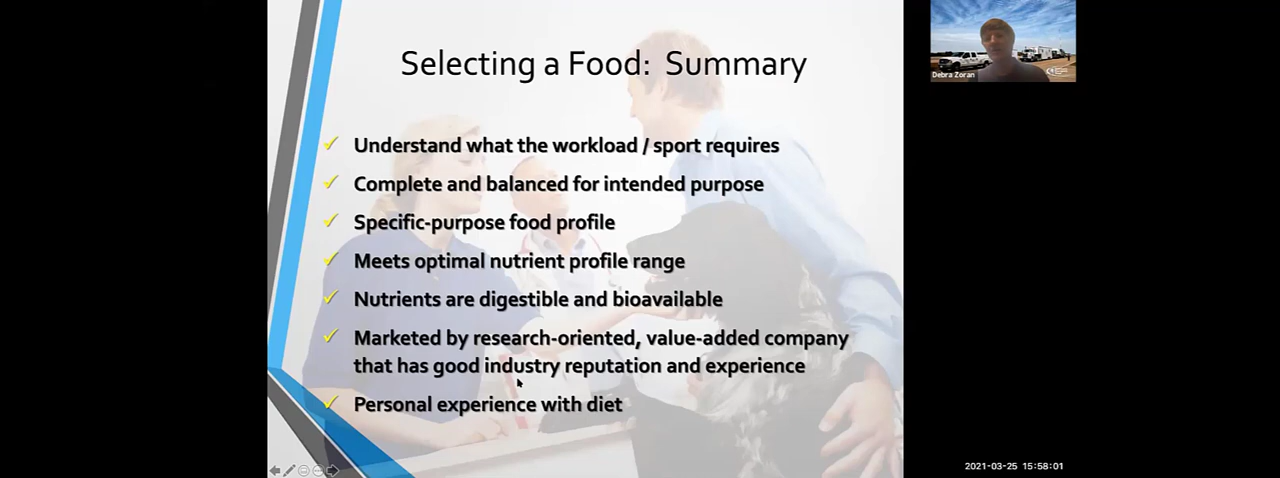 Selecting a Food: Summary
Understand what the workload / sport requires
Complete and balanced for intended purpose
Specific-purpose food profile
Meets optimal nutrient profile range
Nutrients are digestible and bioavailable
Marketed by research-oriented, value-added company
that has good industry reputation and experience
Personal experience with diet
Debra Zoran
2021-03-25 15:58:01